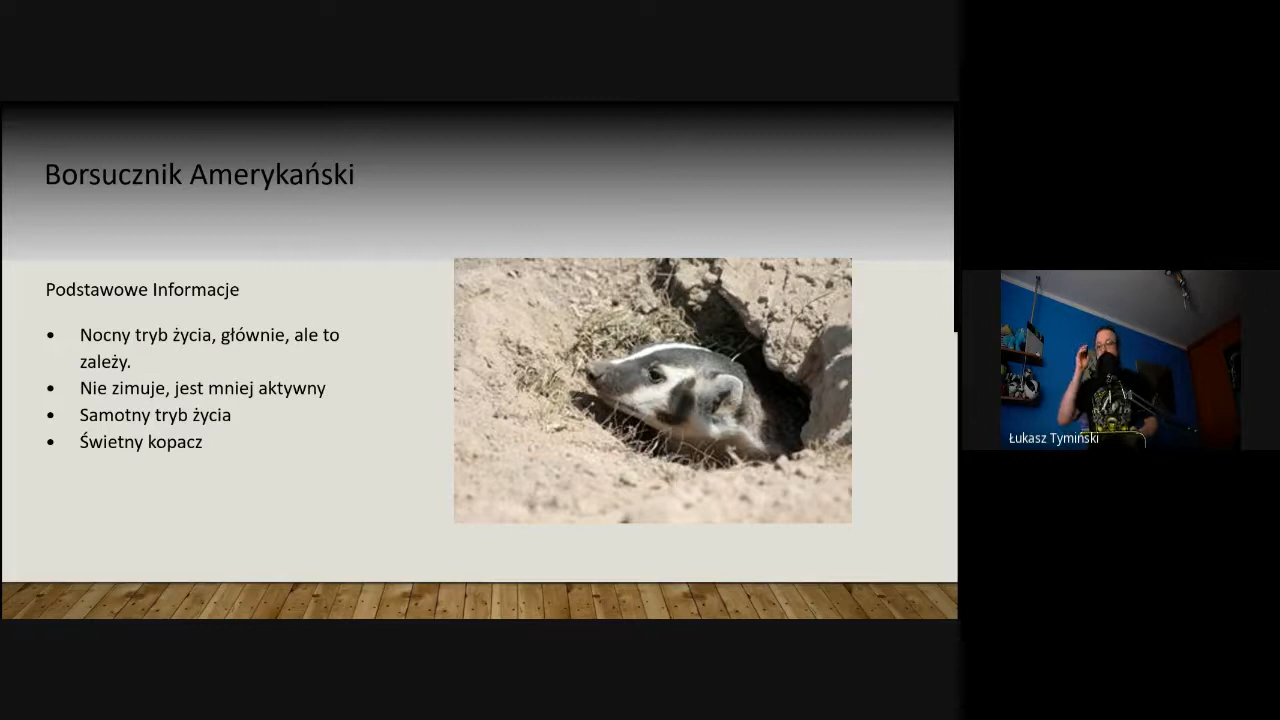 Borsucznik Amerykański
Podstawowe Informacje
• Nocny tryb życia, głównie, ale to
zależy.
• Nie zimuje, jest mniej aktywny
• Samotny tryb życia
• Świetny kopacz
Łukasz Tymiński